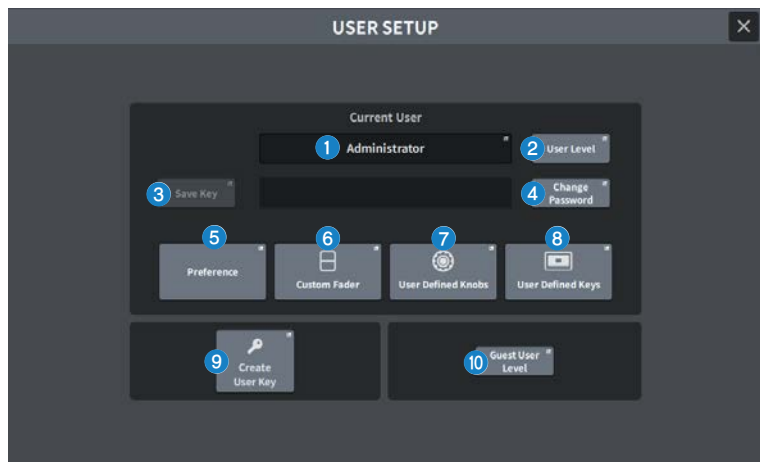 USER SETUP
Current User
1 Administrator
2 User Level
3 Save Key
4 Change
Password
5
Preference
6
Custom Fader
7
User Defined Knobs
8
User Defined Keys
9
Create
User Key
10 Guest User
Level